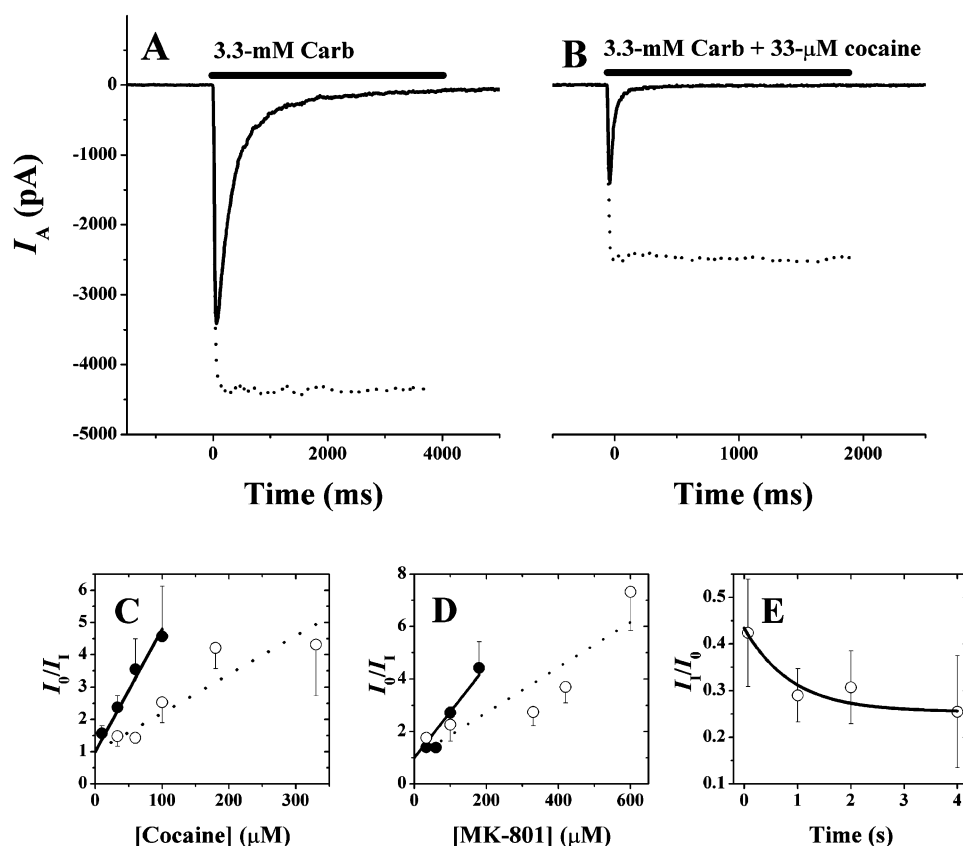 A
3.3-mM Carb
B
3.3-mM Carb + 33-μM cocaine
0
-1000
-2000
-3000
-4000
-5000
I_A (pA)
0 2000 4000
Time (ms)
0 1000 2000
Time (ms)
C
6
5
4
3
2
1
0
I_0/I_I
0 100 200 300
[Cocaine] (μM)
D
8
6
4
2
0
I_0/I_I
0 200 400 600
[MK-801] (μM)
E
0.5
0.4
0.3
0.2
0.1
I_I/I_0
0 1 2 3 4
Time (s)